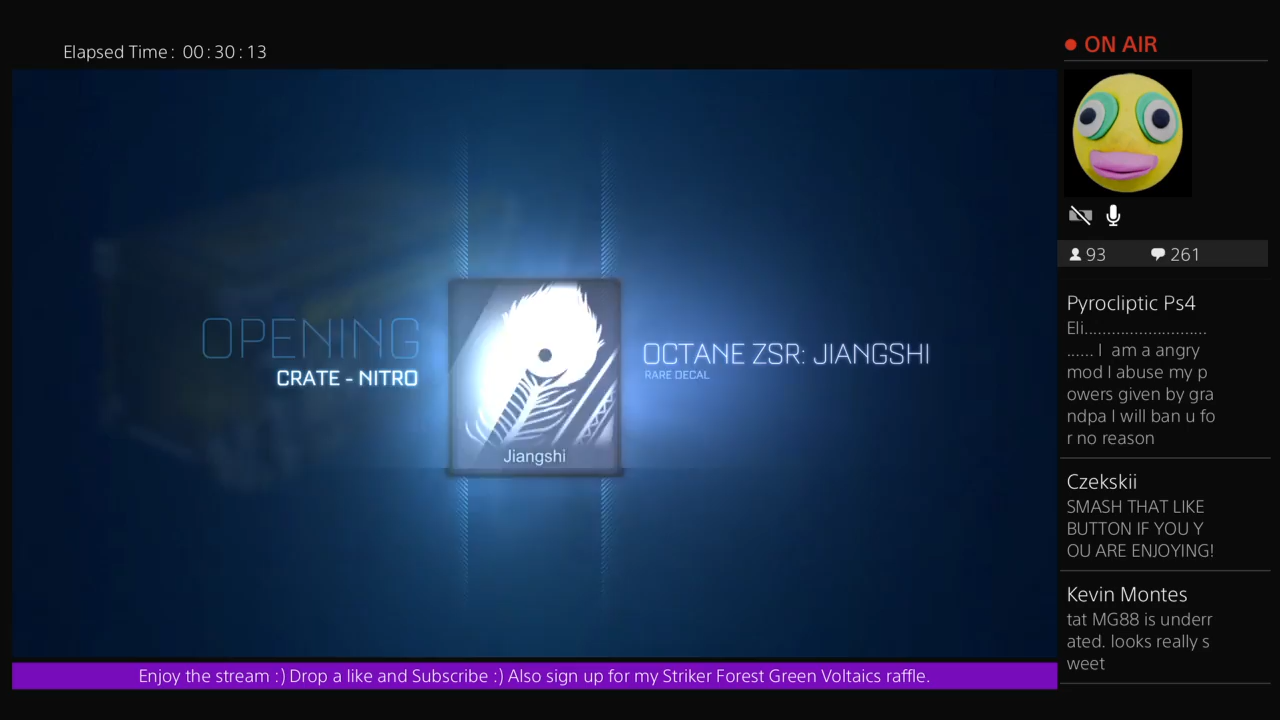 Elapsed Time: 00:30:13
OPENING
CRATE - NITRO
Jiangshi
OCTANE ZSR: JIANGSHI
RARE DECAL
Enjoy the stream :) Drop a like and Subscribe :) Also sign up for my Striker Forest Green Voltaics raffle.
ON AIR
93 261
Pyrocliptic Ps4
Eli...........................
...... I am a angry
mod I abuse my p
owers given by gra
ndpa I will ban u fo
r no reason
Czekskii
SMASH THAT LIKE
BUTTON IF YOU Y
OU ARE ENJOYING!
Kevin Montes
tat MG88 is underr
ated. looks really s
weet